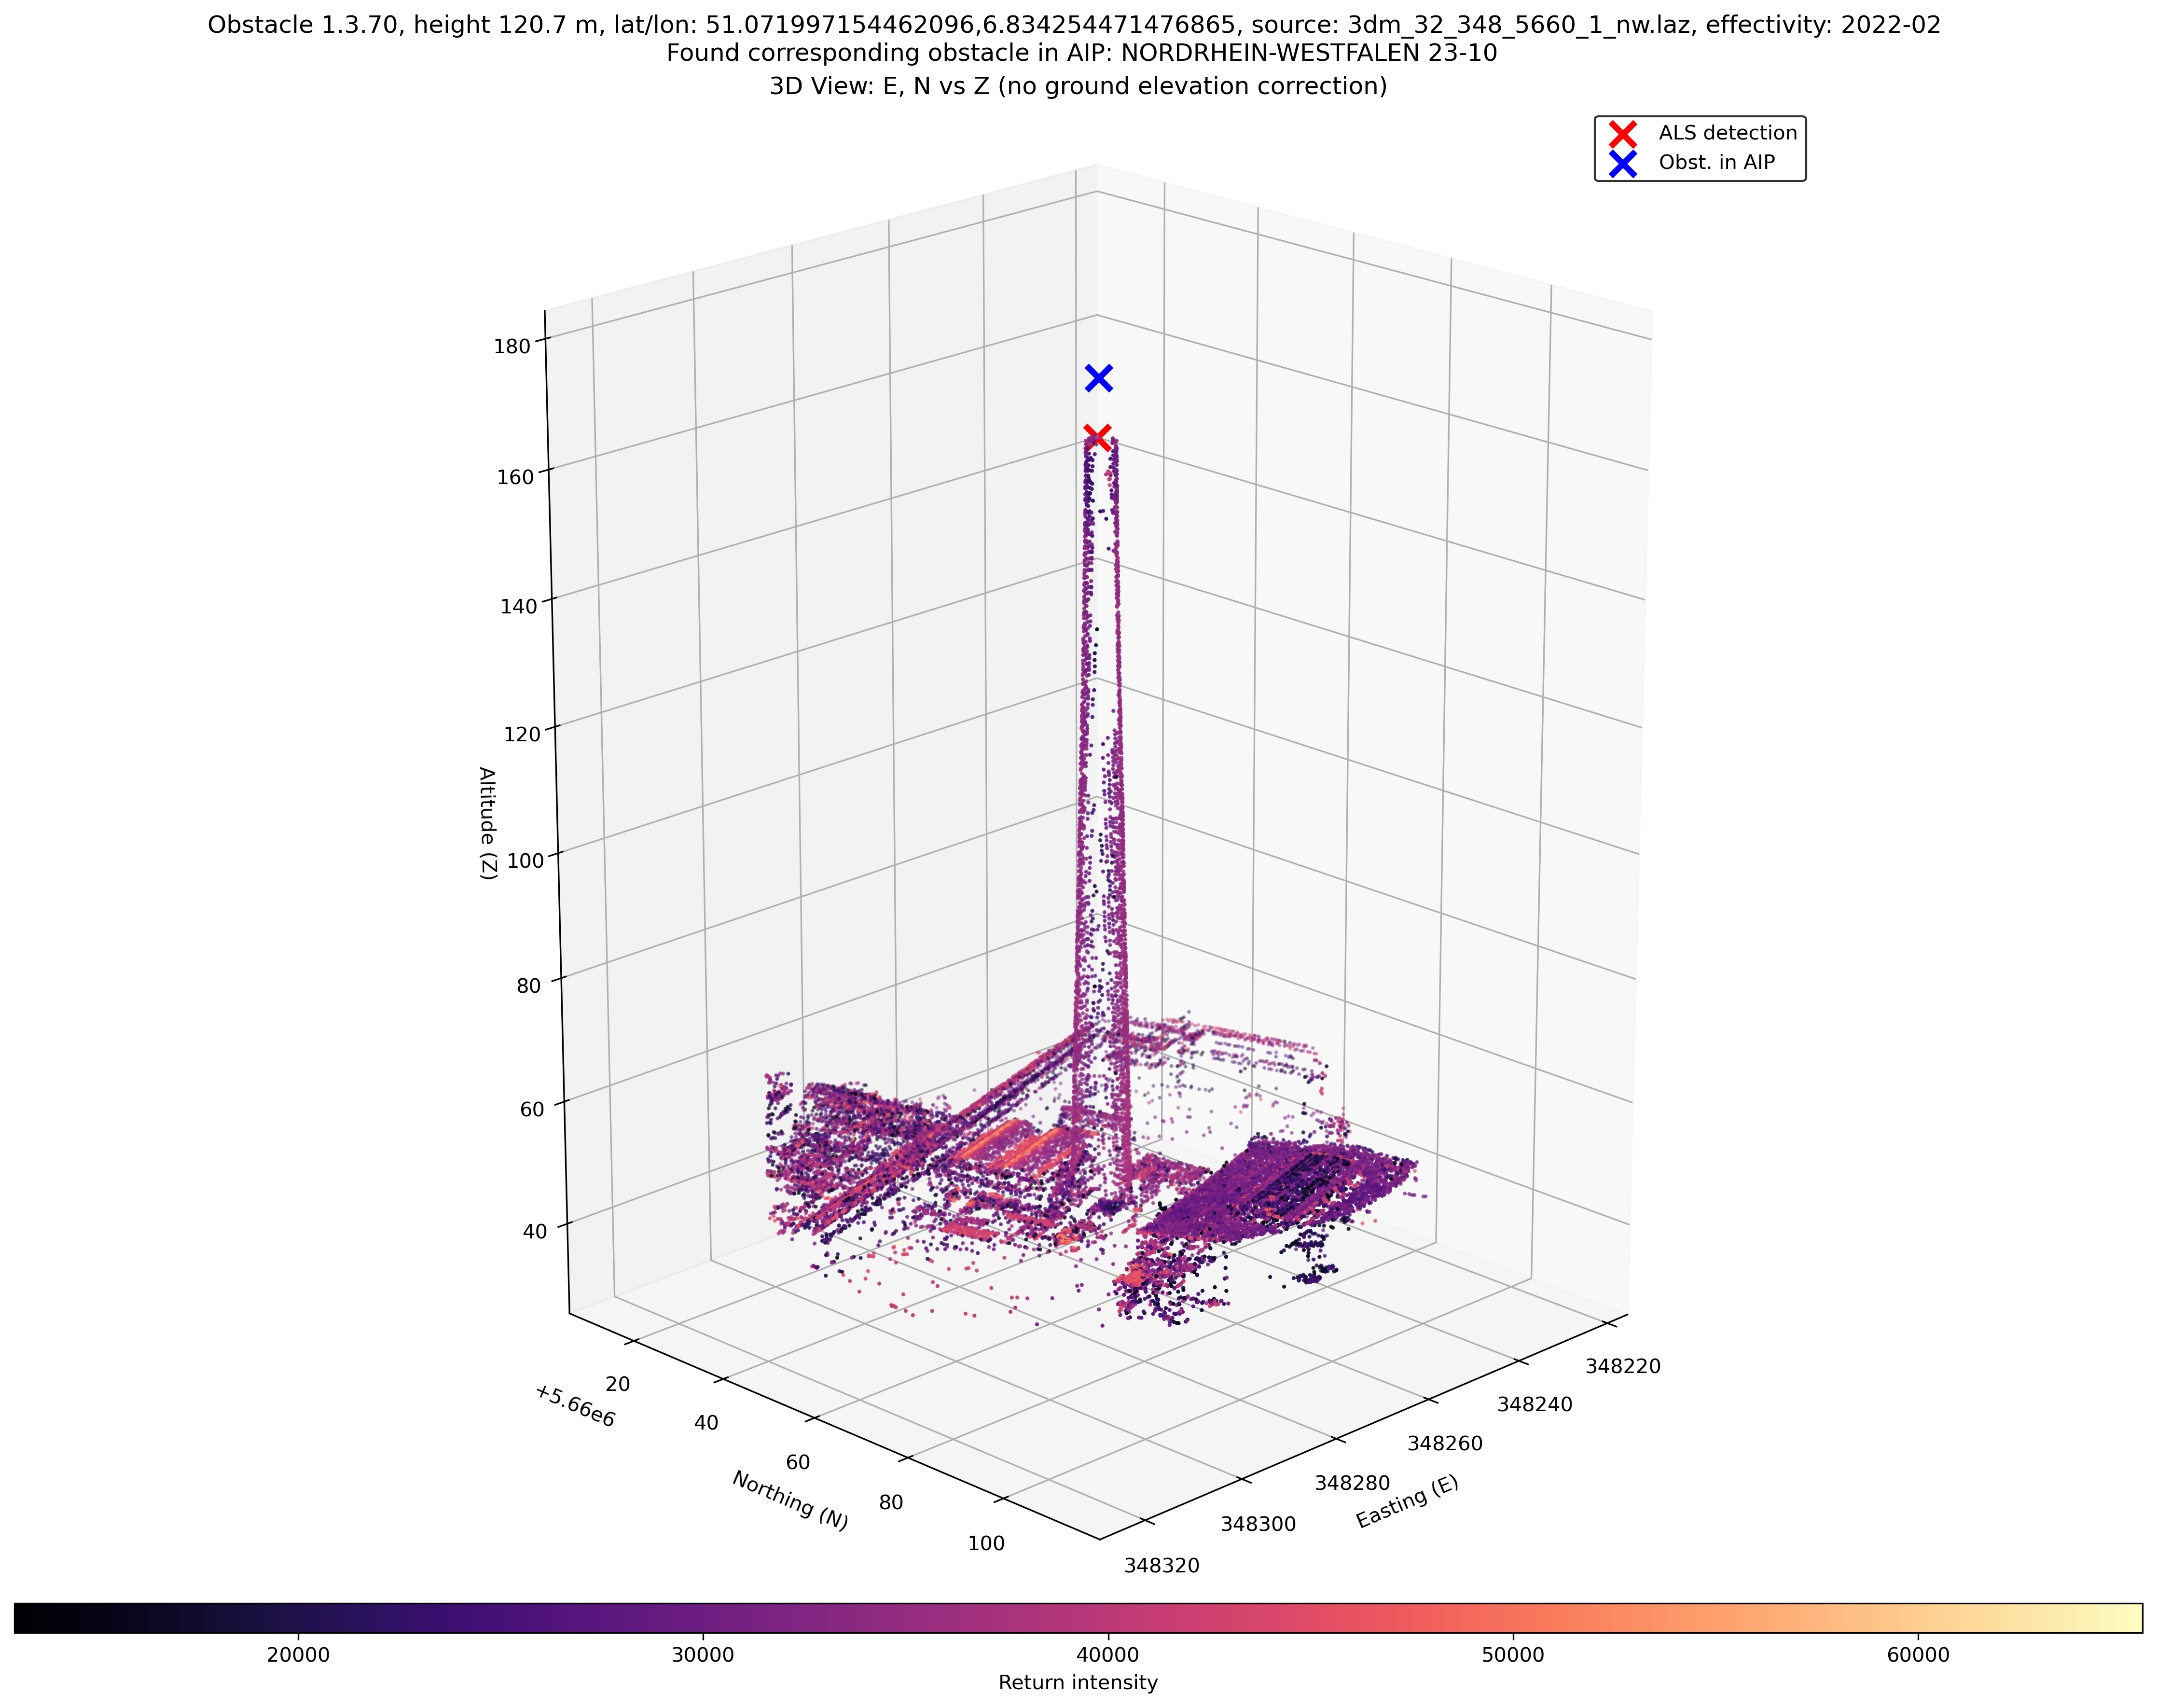 Obstacle 1.3.70, height 120.7 m, lat/lon: 51.071997154462096,6.834254471476865, source: 3dm_32_348_5660_1_nw.laz, effectivity: 2022-02
Found corresponding obstacle in AIP: NORDRHEIN-WESTFALEN 23-10
3D View: E, N vs Z (no ground elevation correction)
ALS detection
Obst. in AIP
180
160
140
120
100
80
60
40
Altitude (Z)
20
40
60
80
100
+5.66e6
Northing (N)
348220
348240
348260
348280
348300
348320
Easting (E)
20000
30000
40000
50000
60000
Return intensity